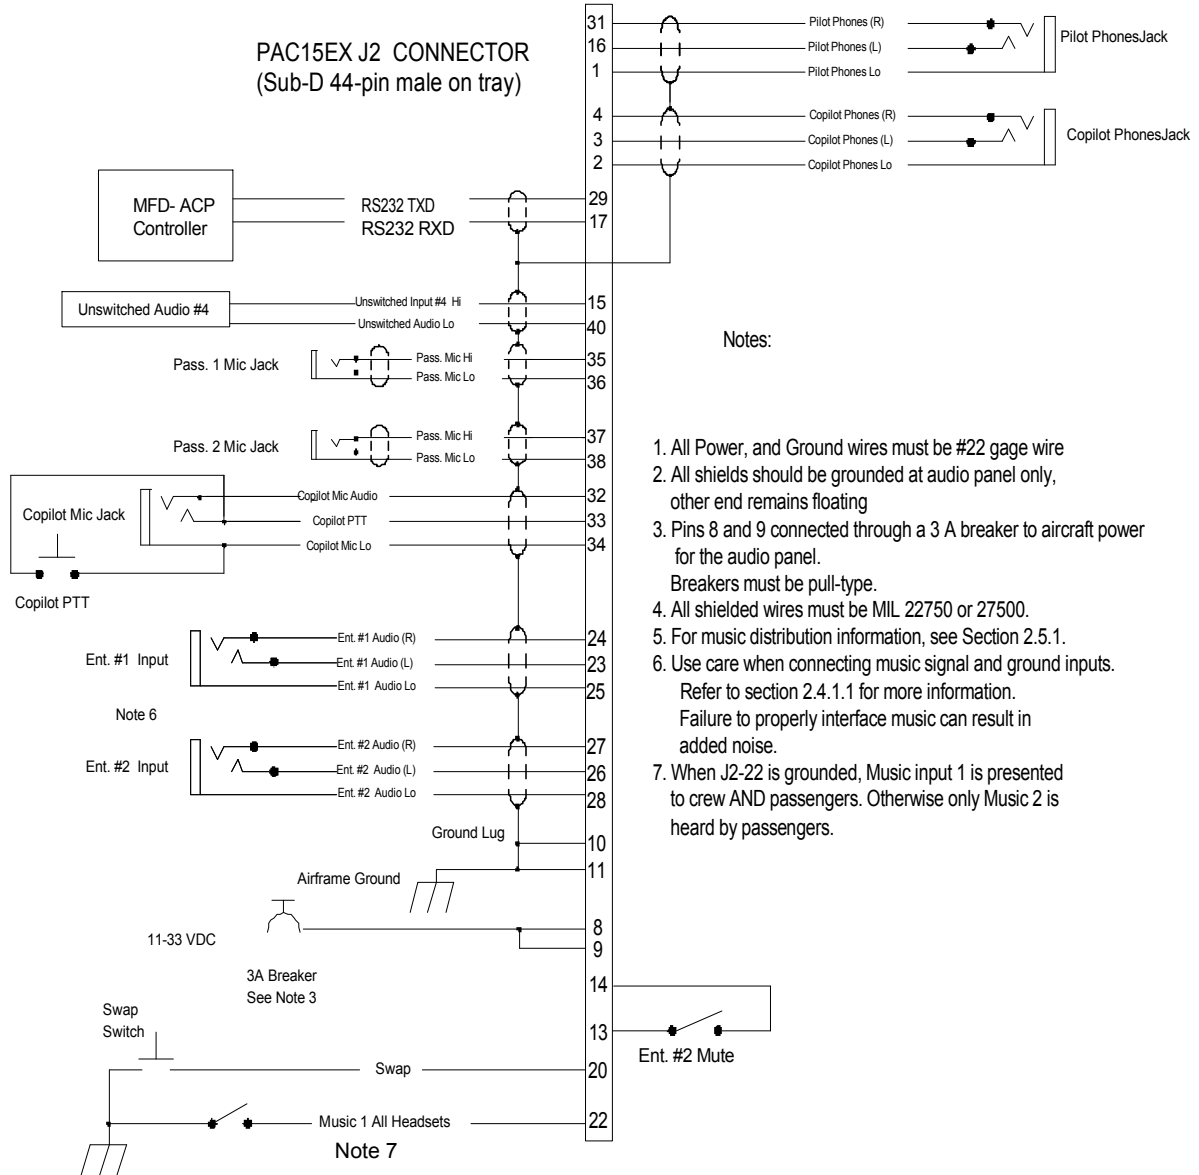 PAC15EX J2 CONNECTOR
(Sub-D 44-pin male on tray)
31
Pilot Phones (R)
16
Pilot Phones (L)
Pilot PhonesJack
1
Pilot Phones Lo
4
Copilot Phones (R)
3
Copilot Phones (L)
Copilot PhonesJack
2
Copilot Phones Lo
MFD- ACP
Controller
RS232 TXD
29
RS232 RXD
17
Unswitched Audio #4
Unswitched Input #4 Hi
15
Unswitched Audio Lo
40
Pass. 1 Mic Jack
Pass. Mic Hi
35
Pass. Mic Lo
36
Pass. 2 Mic Jack
Pass. Mic Hi
37
Pass. Mic Lo
38
Copilot Mic Jack
Copilot Mic Audio
32
Copilot PTT
33
Copilot Mic Lo
34
Copilot PTT
Ent. #1 Input
Ent. #1 Audio (R)
24
Ent. #1 Audio (L)
23
Ent. #1 Audio Lo
25
Note 6
Ent. #2 Input
Ent. #2 Audio (R)
27
Ent. #2 Audio (L)
26
Ent. #2 Audio Lo
28
Ground Lug
10
11
Airframe Ground
11-33 VDC
8
9
3A Breaker
See Note 3
14
13
Ent. #2 Mute
Swap
Switch
Swap
20
Music 1 All Headsets
22
Note 7
Notes:
1. All Power, and Ground wires must be #22 gage wire
2. All shields should be grounded at audio panel only,
other end remains floating
3. Pins 8 and 9 connected through a 3 A breaker to aircraft power
for the audio panel.
Breakers must be pull-type.
4. All shielded wires must be MIL 22750 or 27500.
5. For music distribution information, see Section 2.5.1.
6. Use care when connecting music signal and ground inputs.
Refer to section 2.4.1.1 for more information.
Failure to properly interface music can result in
added noise.
7. When J2-22 is grounded, Music input 1 is presented
to crew AND passengers. Otherwise only Music 2 is
heard by passengers.